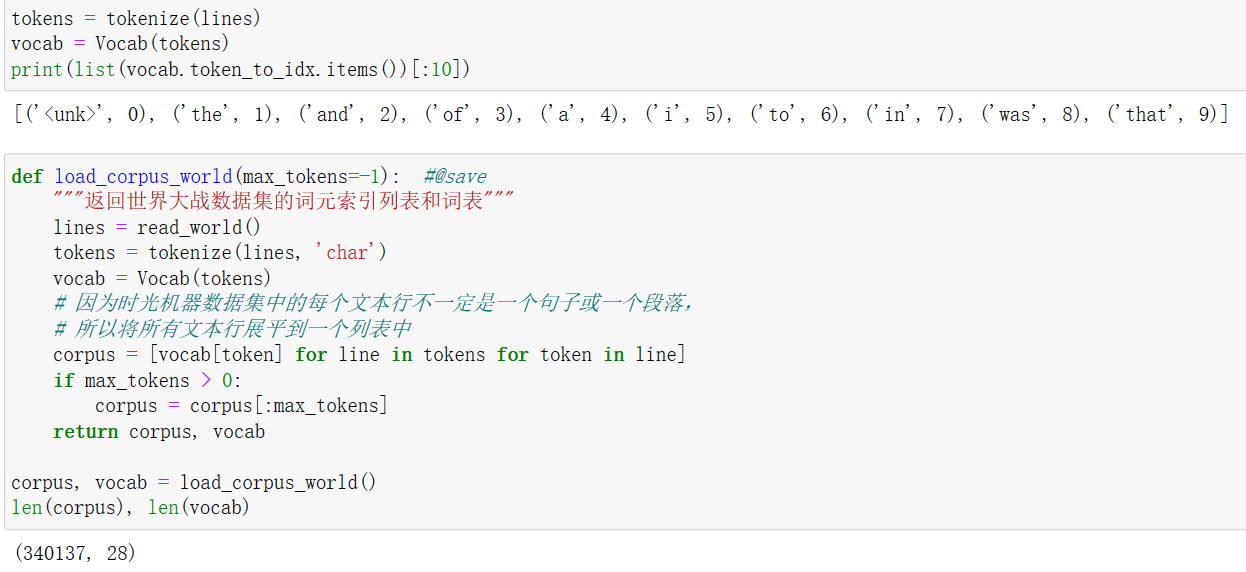 tokens = tokenize(lines)
vocab = Vocab(tokens)
print(list(vocab.token_to_idx.items())[:10])
[('<unk>', 0), ('the', 1), ('and', 2), ('of', 3), ('a', 4), ('i', 5), ('to', 6), ('in', 7), ('was', 8), ('that', 9)]
def load_corpus_world(max_tokens=-1):  #@save
    """返回世界大战数据集的词元索引列表和词表"""
    lines = read_world()
    tokens = tokenize(lines, 'char')
    vocab = Vocab(tokens)
    # 因为时光机器数据集中的每个文本行不一定是一个句子或一个段落，
    # 所以将所有文本行展平到一个列表中
    corpus = [vocab[token] for line in tokens for token in line]
    if max_tokens > 0:
        corpus = corpus[:max_tokens]
    return corpus, vocab
corpus, vocab = load_corpus_world()
len(corpus), len(vocab)
(340137, 28)